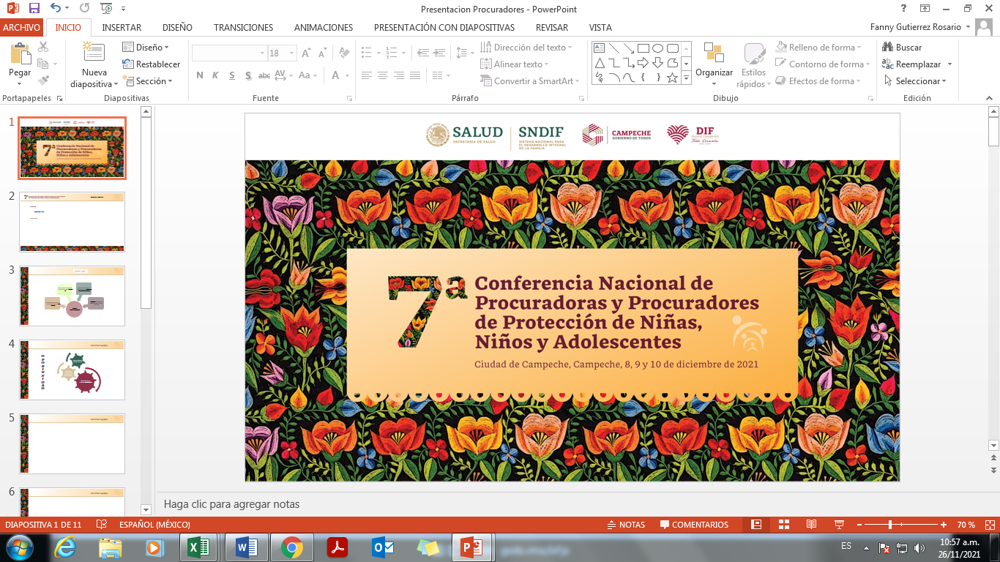 Presentacion Procuradores - PowerPoint
ARCHIVO INICIO INSERTAR DISEÑO TRANSICIONES ANIMACIONES PRESENTACIÓN CON DIAPOSITIVAS REVISAR VISTA Fanny Gutierrez Rosario
Pegar
Nueva diapositiva
Diseño
Restablecer
Sección
18
N K S S abc AV Aa A
Dirección del texto
Alinear texto
Convertir a SmartArt
Organizar
Estilos rápidos
Relleno de forma
Contorno de forma
Efectos de forma
Buscar
Reemplazar
Seleccionar
Portapapeles Diapositivas Fuente Párrafo Dibujo Edición
1
2
3
4
5
6
SALUD
SECRETARÍA DE SALUD
SNDIF
SISTEMA NACIONAL PARA
EL DESARROLLO INTEGRAL
DE LA FAMILIA
CAMPECHE
GOBIERNO DE TODOS
DIF
7ª
Conferencia Nacional de
Procuradoras y Procuradores
de Protección de Niñas,
Niños y Adolescentes
Ciudad de Campeche, Campeche, 8, 9 y 10 de diciembre de 2021
Haga clic para agregar notas
DIAPOSITIVA 1 DE 11 ESPAÑOL (MÉXICO) NOTAS COMENTARIOS 70 %
ES
10:57 a.m.
26/11/2021